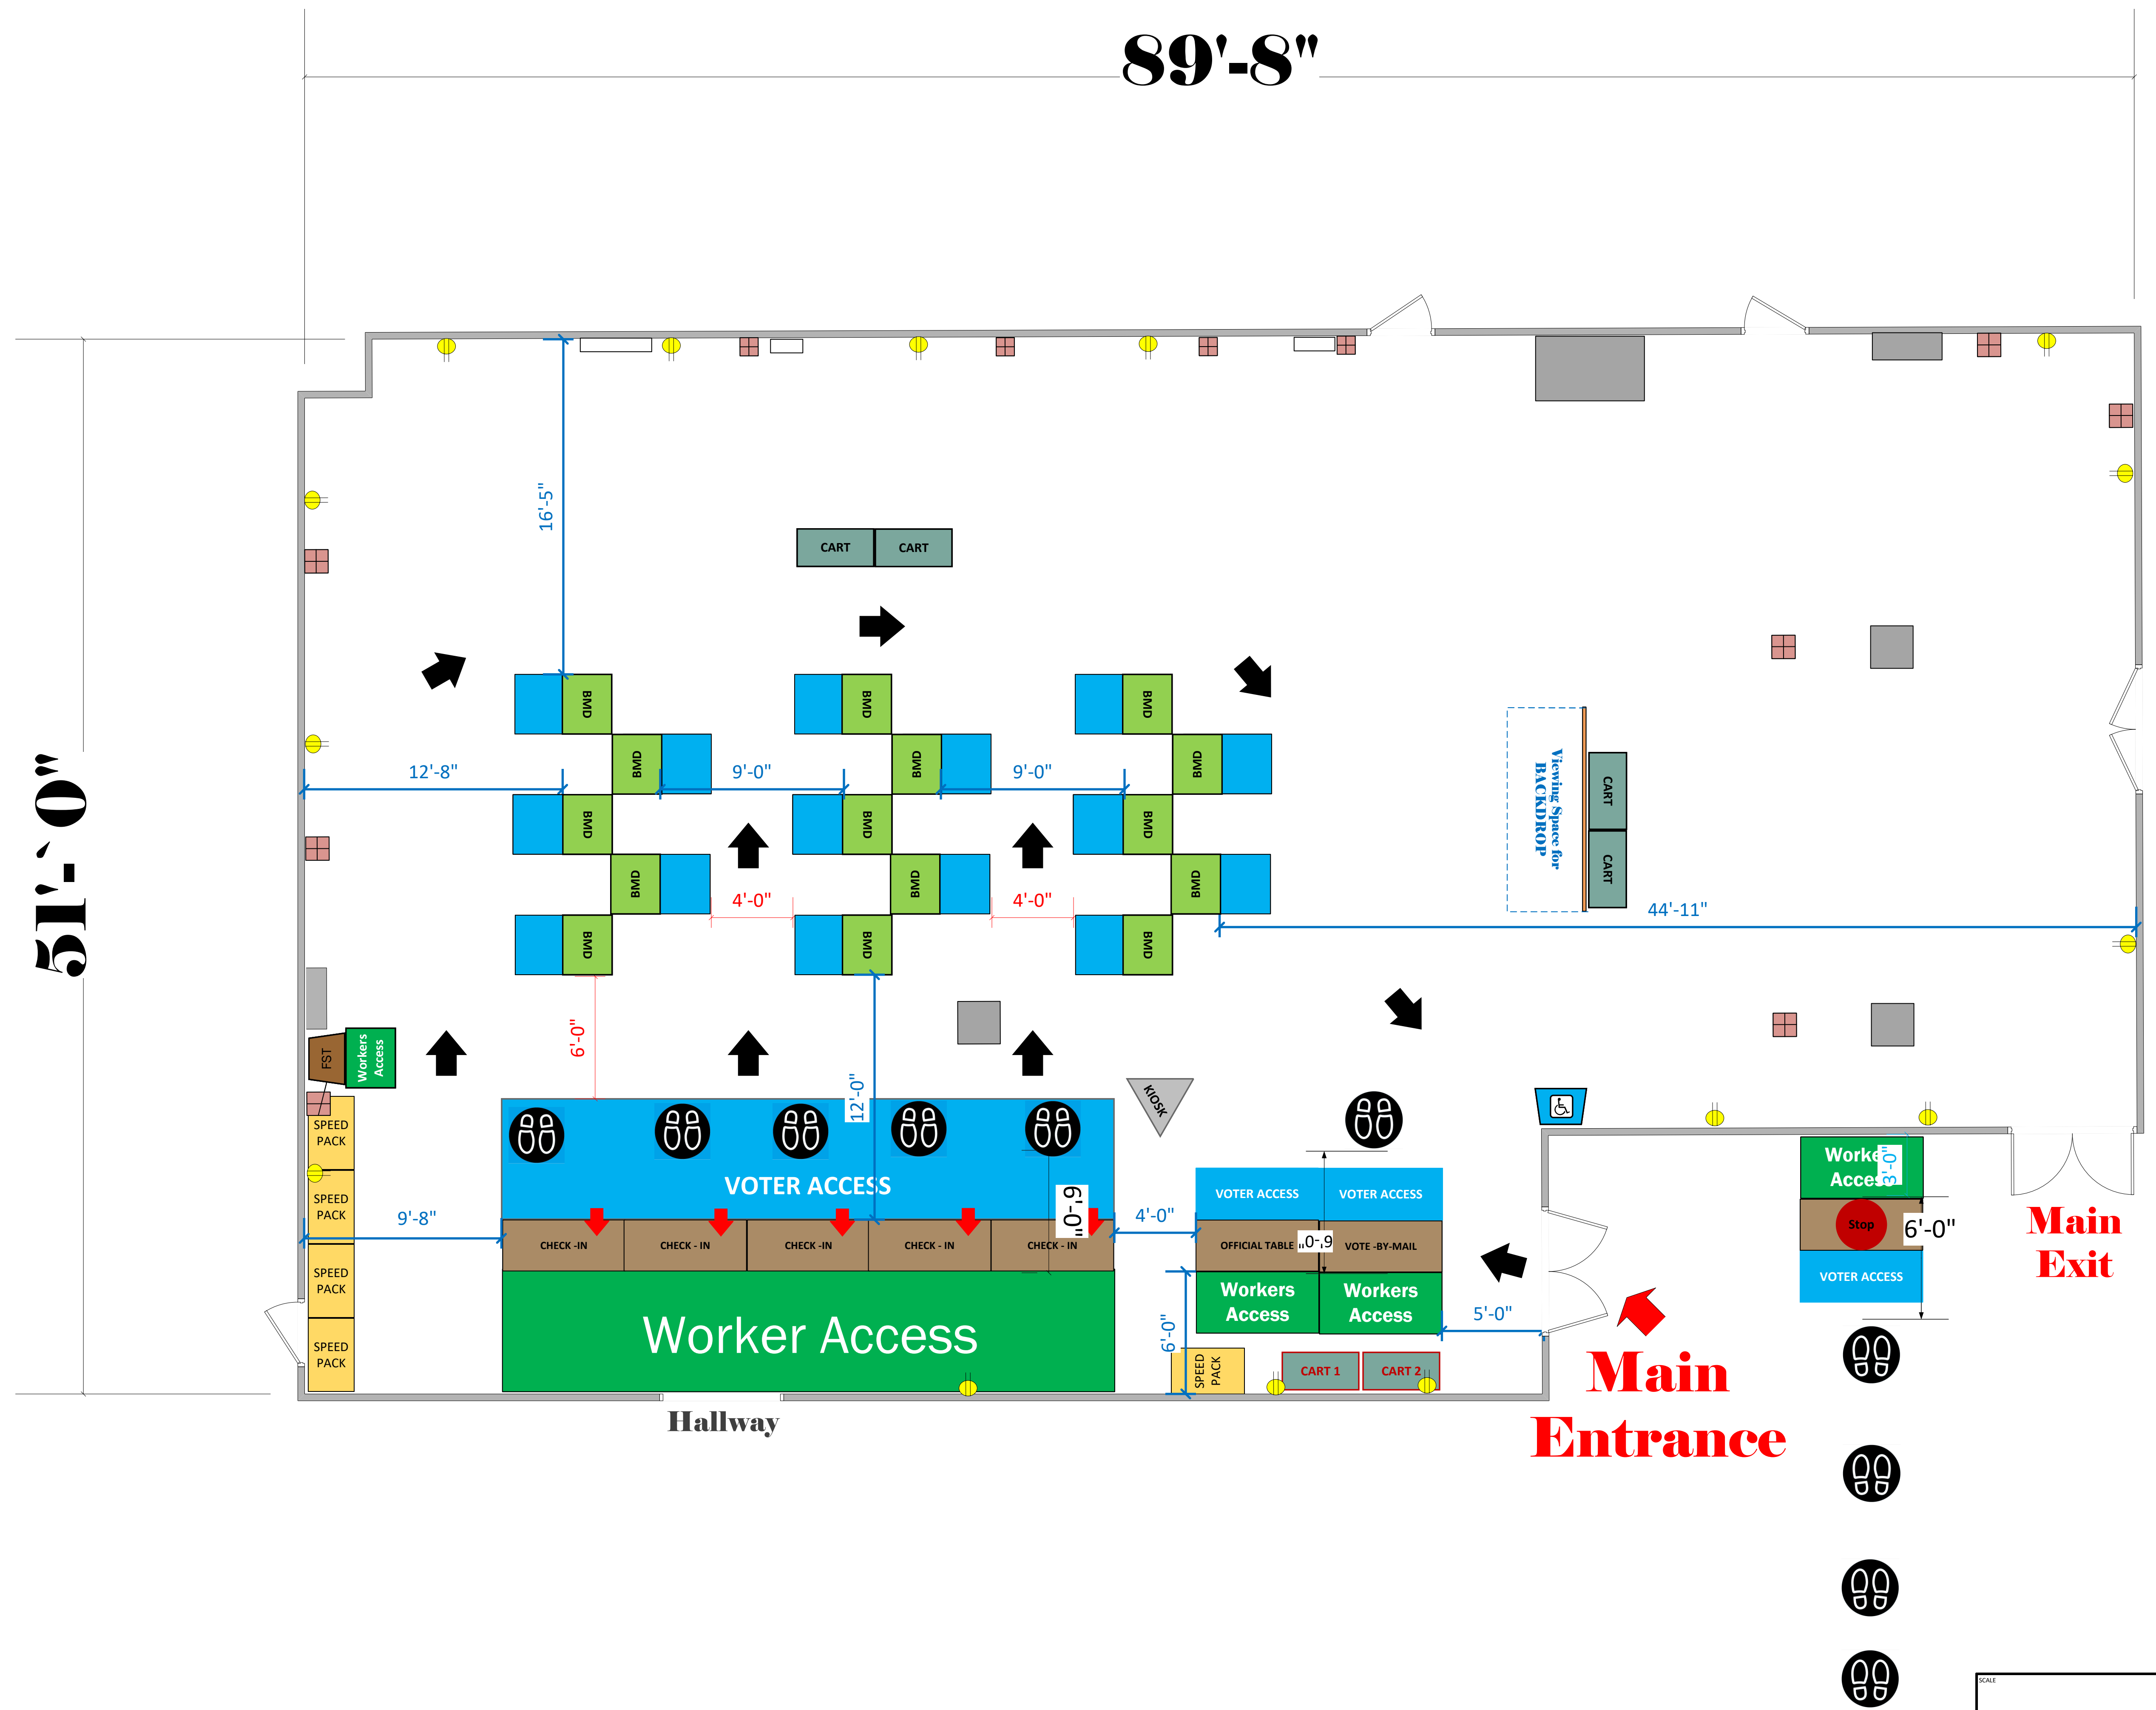 89'-8"
51'-`0"
16'-5"
CART
CART
BMD
BMD
BMD
BMD
BMD
BMD
12'-8"
9'-0"
9'-0"
Viewing Space for
BACKDROP
CART
CART
BMD
BMD
BMD
BMD
BMD
BMD
4'-0"
4'-0"
44'-11"
BMD
BMD
BMD
6'-0"
12'-0"
FST
Workers
Access
KIOSK
SPEED
PACK
SPEED
PACK
SPEED
PACK
SPEED
PACK
VOTER ACCESS
6'-0"
9'-8"
4'-0"
CHECK -IN
CHECK - IN
CHECK -IN
CHECK - IN
CHECK - IN
Worker Access
VOTER ACCESS
VOTER ACCESS
OFFICIAL TABLE
6'-0"
VOTE -BY-MAIL
Workers
Access
Workers
Access
6'-0"
5'-0"
SPEED
PACK
CART 1
CART 2
Worker
Access
3'-0"
Stop
6'-0"
VOTER ACCESS
Main
Exit
Main
Entrance
Hallway
SCALE